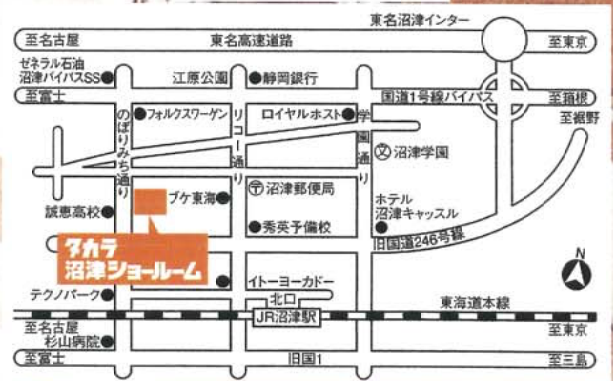 東名沼津インター
至名古屋
東名高速道路
至東京
ゼネラル石油
沼津バイパスSS
江原公園
静岡銀行
至富士
国道1号線バイパス
至箱根
至裾野
のぼりみち通り
フォルクスワーゲン
リコー通り
ロイヤルホスト
学園通り
文沼津学園
ブケ東海
〒沼津郵便局
誠恵高校
秀英予備校
ホテル
沼津キャッスル
旧国道246号線
タカラ
沼津ショールーム
N
テクノパーク
イトーヨーカドー
北口
JR沼津駅
東海道本線
至名古屋
至東京
杉山病院
至富士
旧国1
至三島